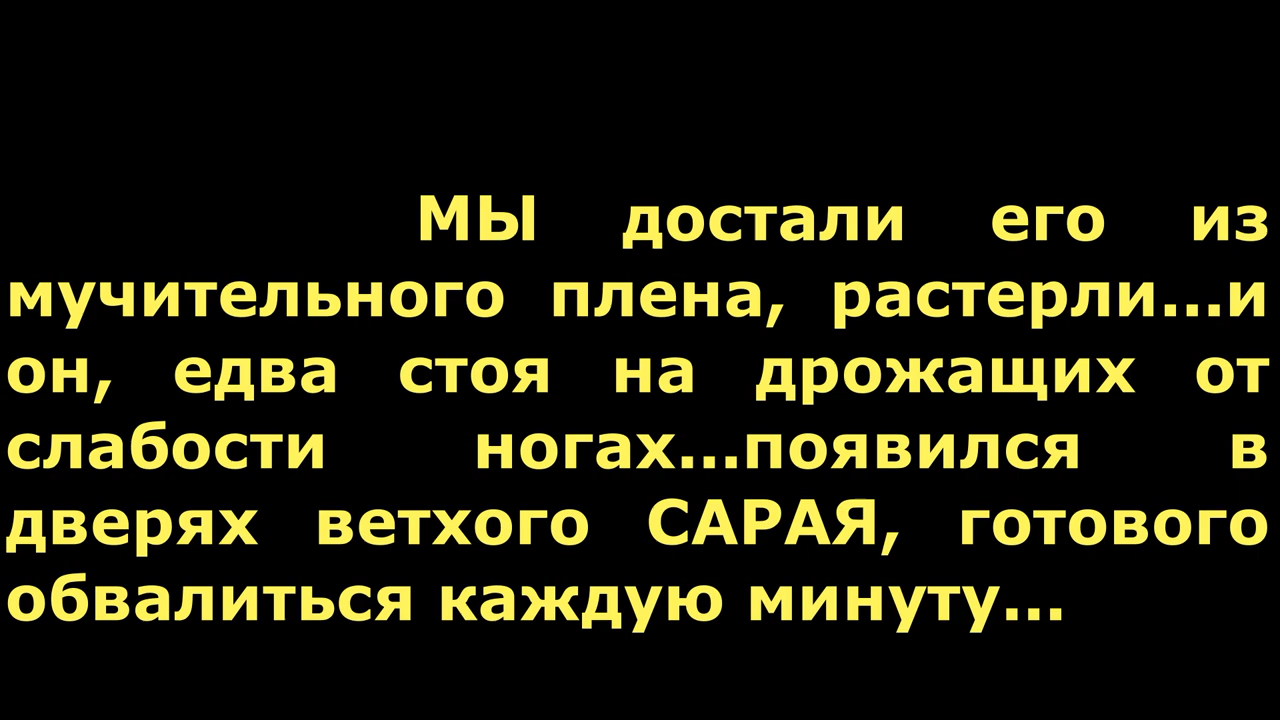 МЫ достали его из
мучительного плена, растерли...и
он, едва стоя на дрожащих от
слабости ногах...появился в
дверях ветхого САРАЯ, готового
обвалиться каждую минуту...